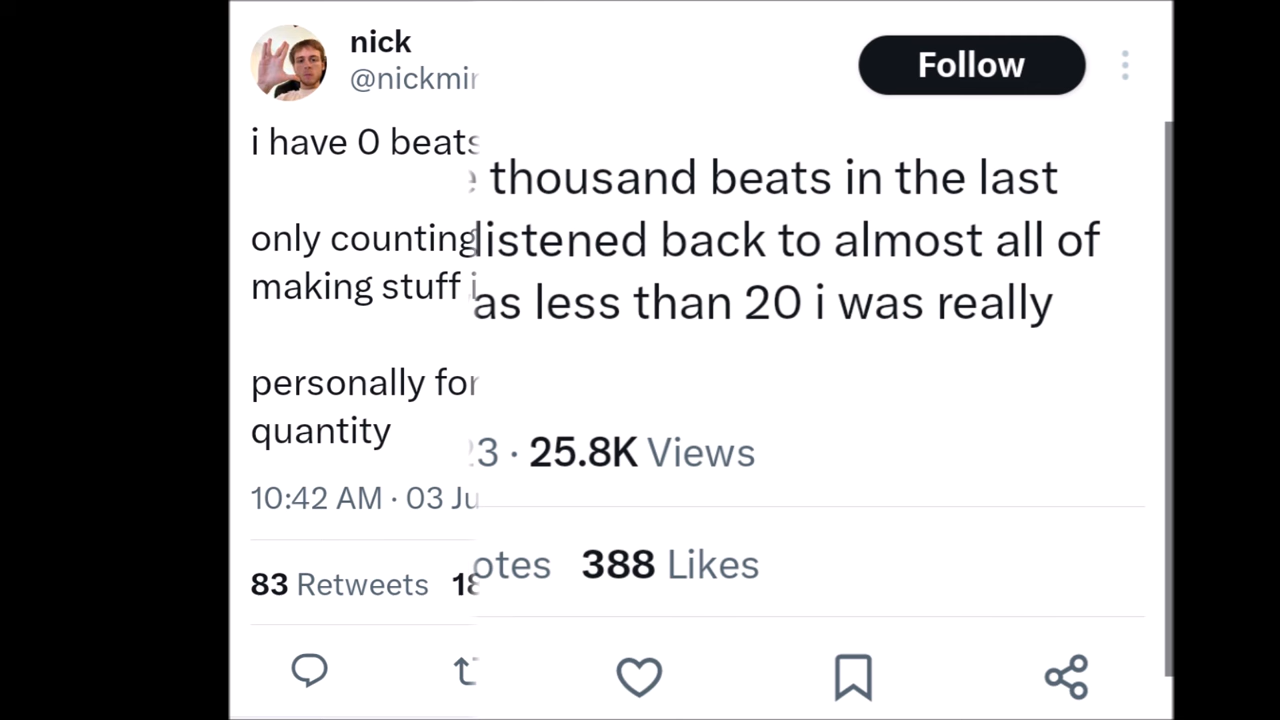 nick
@nickmi
Follow
i have 0 beats
thousand beats in the last
only counting
listened back to almost all of
making stuff
as less than 20 i was really
personally for
quantity
3 · 25.8K Views
10:42 AM · 03 Ju
otes 388 Likes
83 Retweets 18